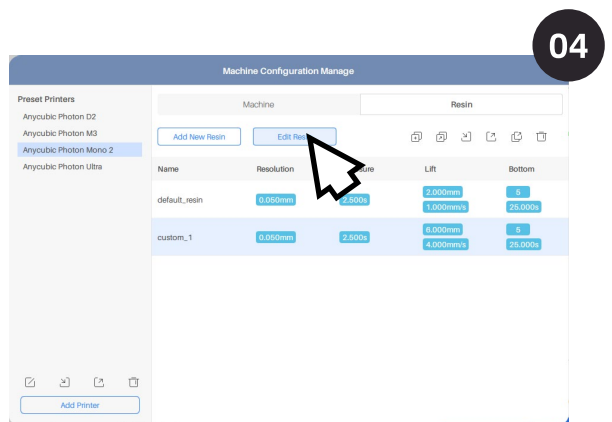 04
Machine Configuration Manage
Preset Printers
Anycubic Photon D2
Anycubic Photon M3
Anycubic Photon Mono 2
Anycubic Photon Ultra
Add Printer
Machine Resin
Add New Resin
Edit
Name Resolution Lift Bottom
default_resin 0.050mm 2.500s 2.000mm 5
1.000mm/s 25.000s
custom_1 0.050mm 2.500s 6.000mm 5
4.000mm/s 25.000s